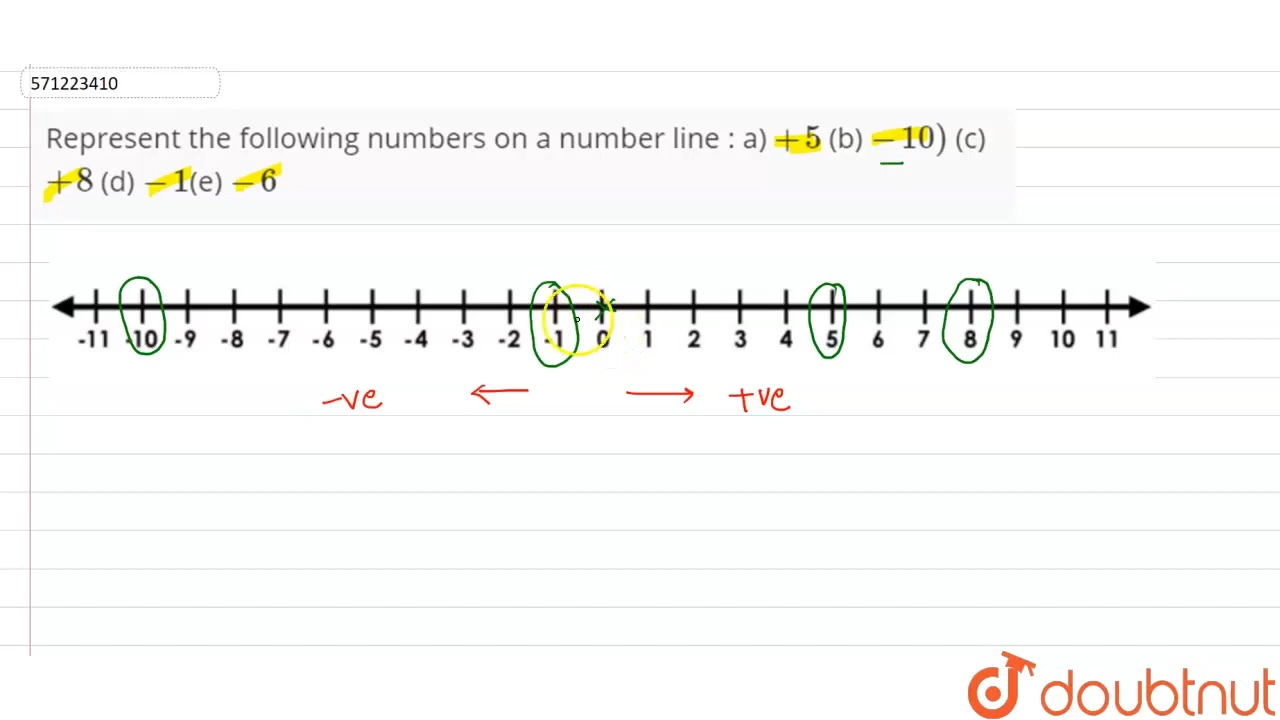 571223410
Represent the following numbers on a number line : a) +5 (b) −10) (c)
+8 (d) −1(e) −6
-11 -10 -9 -8 -7 -6 -5 -4 -3 -2 -1 0 1 2 3 4 5 6 7 8 9 10 11
-ve +ve
doubtnut